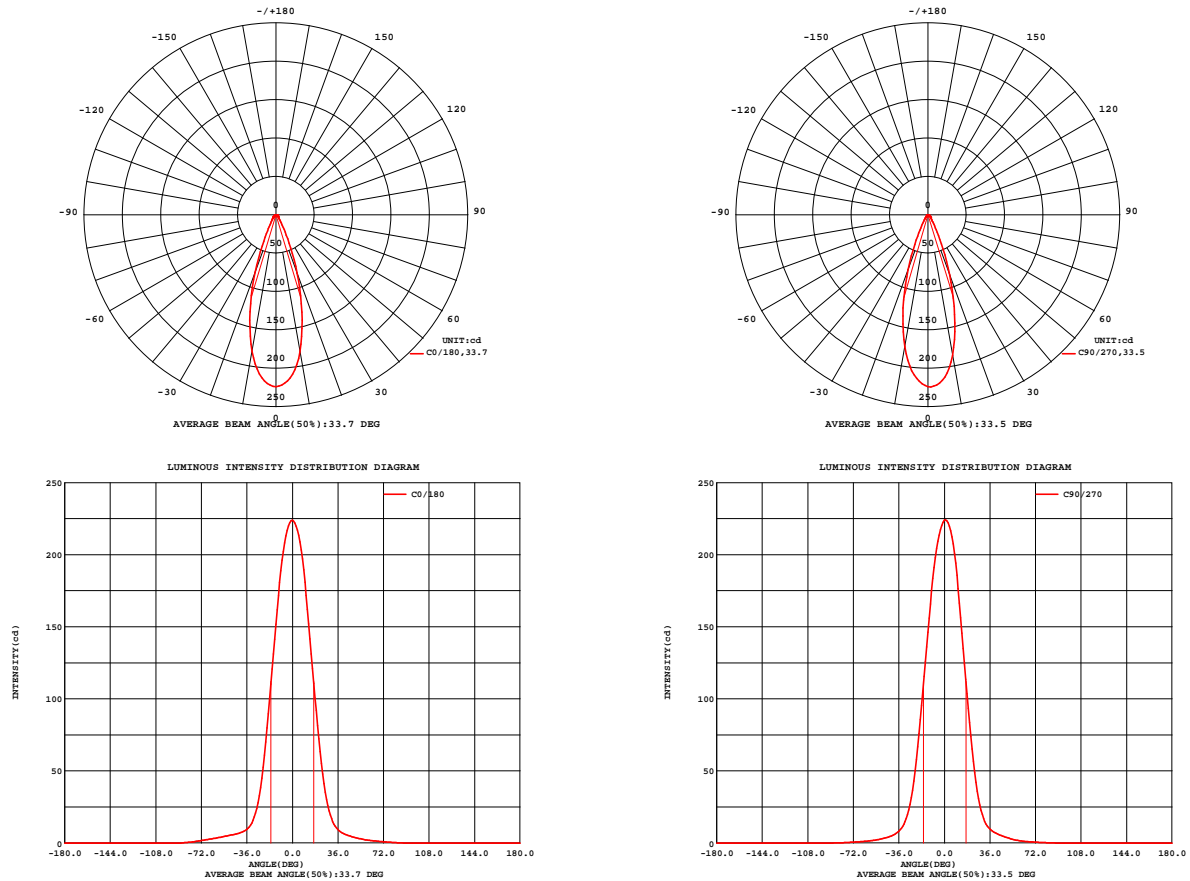 -/+180
-150
150
-120
120
-90
90
-60
60
-30
30
0
50
100
150
200
250
0
UNIT:cd
C0/180,33.7
AVERAGE BEAM ANGLE(50%):33.7 DEG
-/+180
-150
150
-120
120
-90
90
-60
60
-30
30
0
50
100
150
200
250
0
UNIT:cd
C90/270,33.5
AVERAGE BEAM ANGLE(50%):33.5 DEG
LUMINOUS INTENSITY DISTRIBUTION DIAGRAM
C0/180
INTENSITY(cd)
250
200
150
100
50
0
-180.0 -144.0 -108.0 -72.0 -36.0 0.0 36.0 72.0 108.0 144.0 180.0
ANGLE(DEG)
AVERAGE BEAM ANGLE(50%):33.7 DEG
LUMINOUS INTENSITY DISTRIBUTION DIAGRAM
C90/270
INTENSITY(cd)
250
200
150
100
50
0
-180.0 -144.0 -108.0 -72.0 -36.0 0.0 36.0 72.0 108.0 144.0 180.0
ANGLE(DEG)
AVERAGE BEAM ANGLE(50%):33.5 DEG